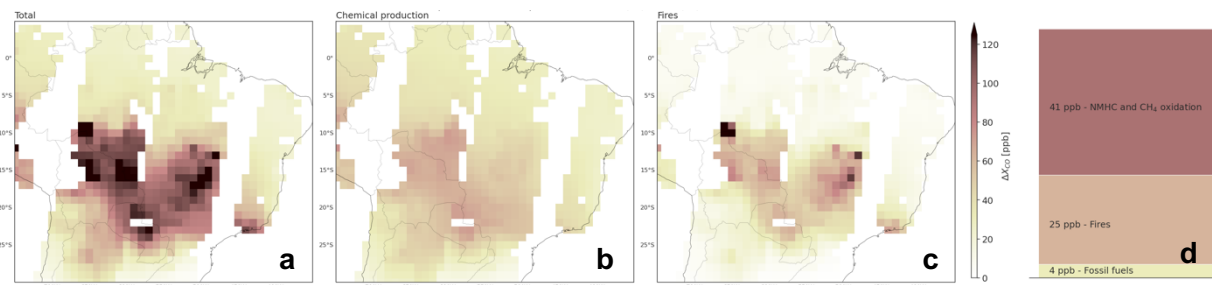 Total
Chemical production
Fires
0°
5°S
10°S
15°S
20°S
25°S
a
0°
5°S
10°S
15°S
20°S
25°S
b
0°
5°S
10°S
15°S
20°S
25°S
c
120
100
80
60
40
20
0
ΔX_CO [ppb]
41 ppb - NMHC and CH₄ oxidation
25 ppb - Fires
4 ppb - Fossil fuels
d